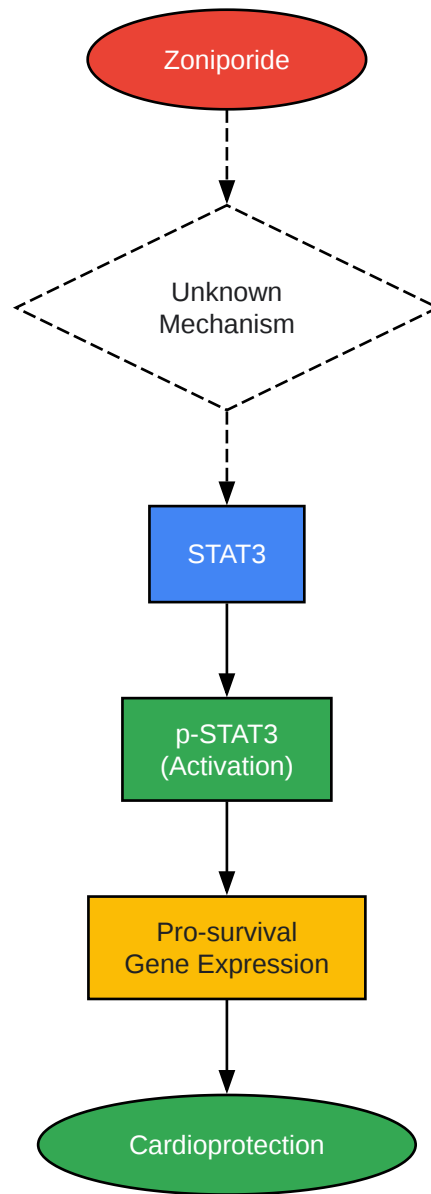 Zoniporide
Unknown
Mechanism
STAT3
p-STAT3
(Activation)
Pro-survival
Gene Expression
Cardioprotection